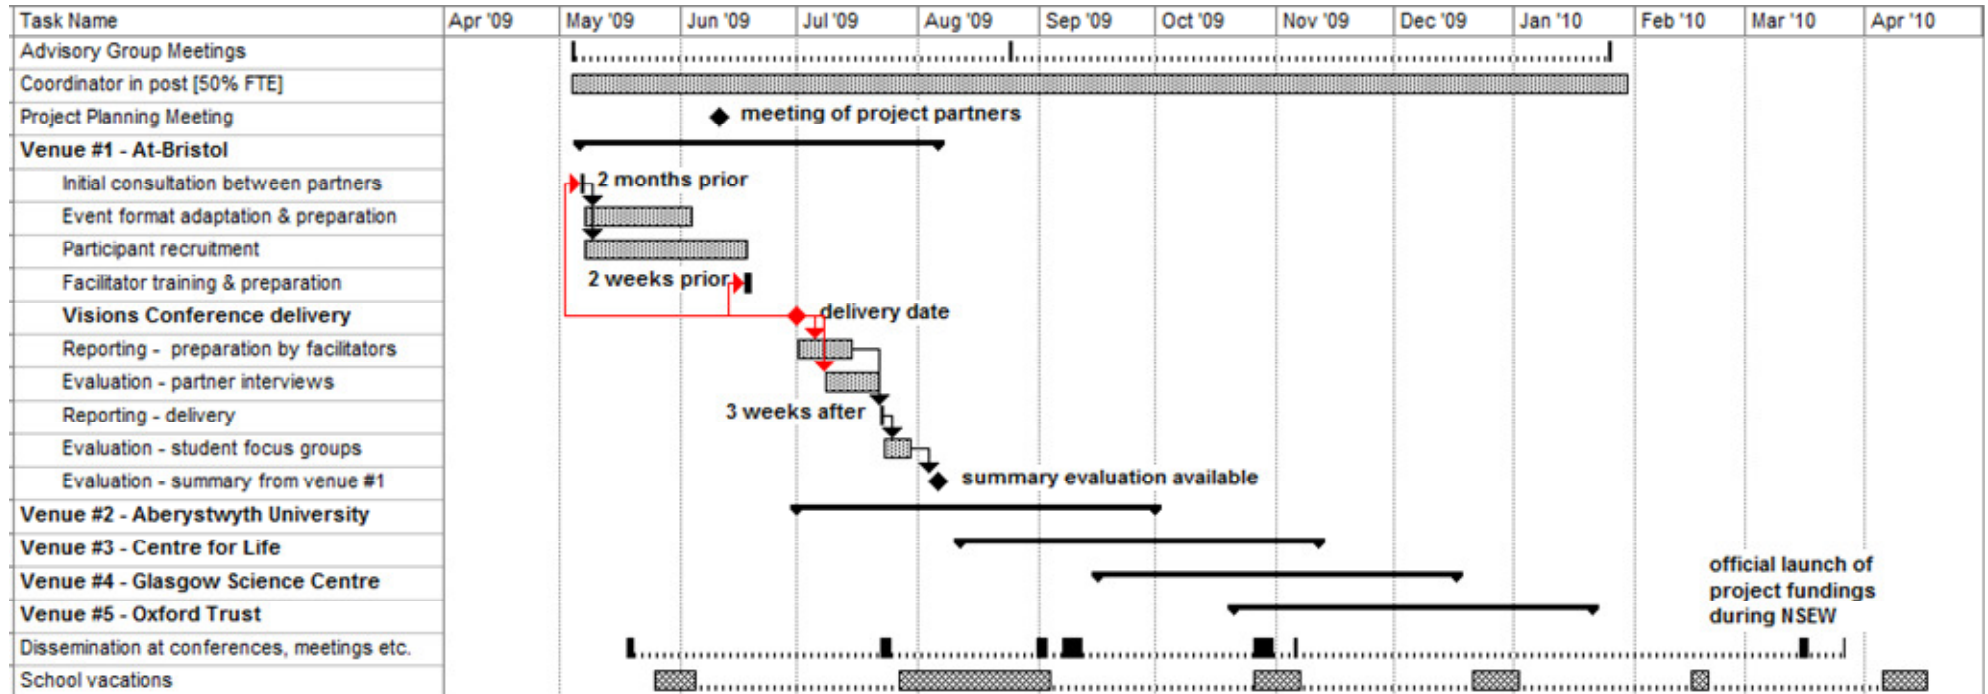 Task Name Apr '09 May '09 Jun '09 Jul '09 Aug '09 Sep '09 Oct '09 Nov '09 Dec '09 Jan '10 Feb '10 Mar '10 Apr '10
Advisory Group Meetings
Coordinator in post [50% FTE]
Project Planning Meeting meeting of project partners
Venue #1 - At-Bristol
Initial consultation between partners 2 months prior
Event format adaptation & preparation
Participant recruitment
Facilitator training & preparation 2 weeks prior
Visions Conference delivery delivery date
Reporting - preparation by facilitators
Evaluation - partner interviews
Reporting - delivery 3 weeks after
Evaluation - student focus groups
Evaluation - summary from venue #1 summary evaluation available
Venue #2 - Aberystwyth University
Venue #3 - Centre for Life
Venue #4 - Glasgow Science Centre
Venue #5 - Oxford Trust
official launch of
project fundings
during NSEW
Dissemination at conferences, meetings etc.
School vacations